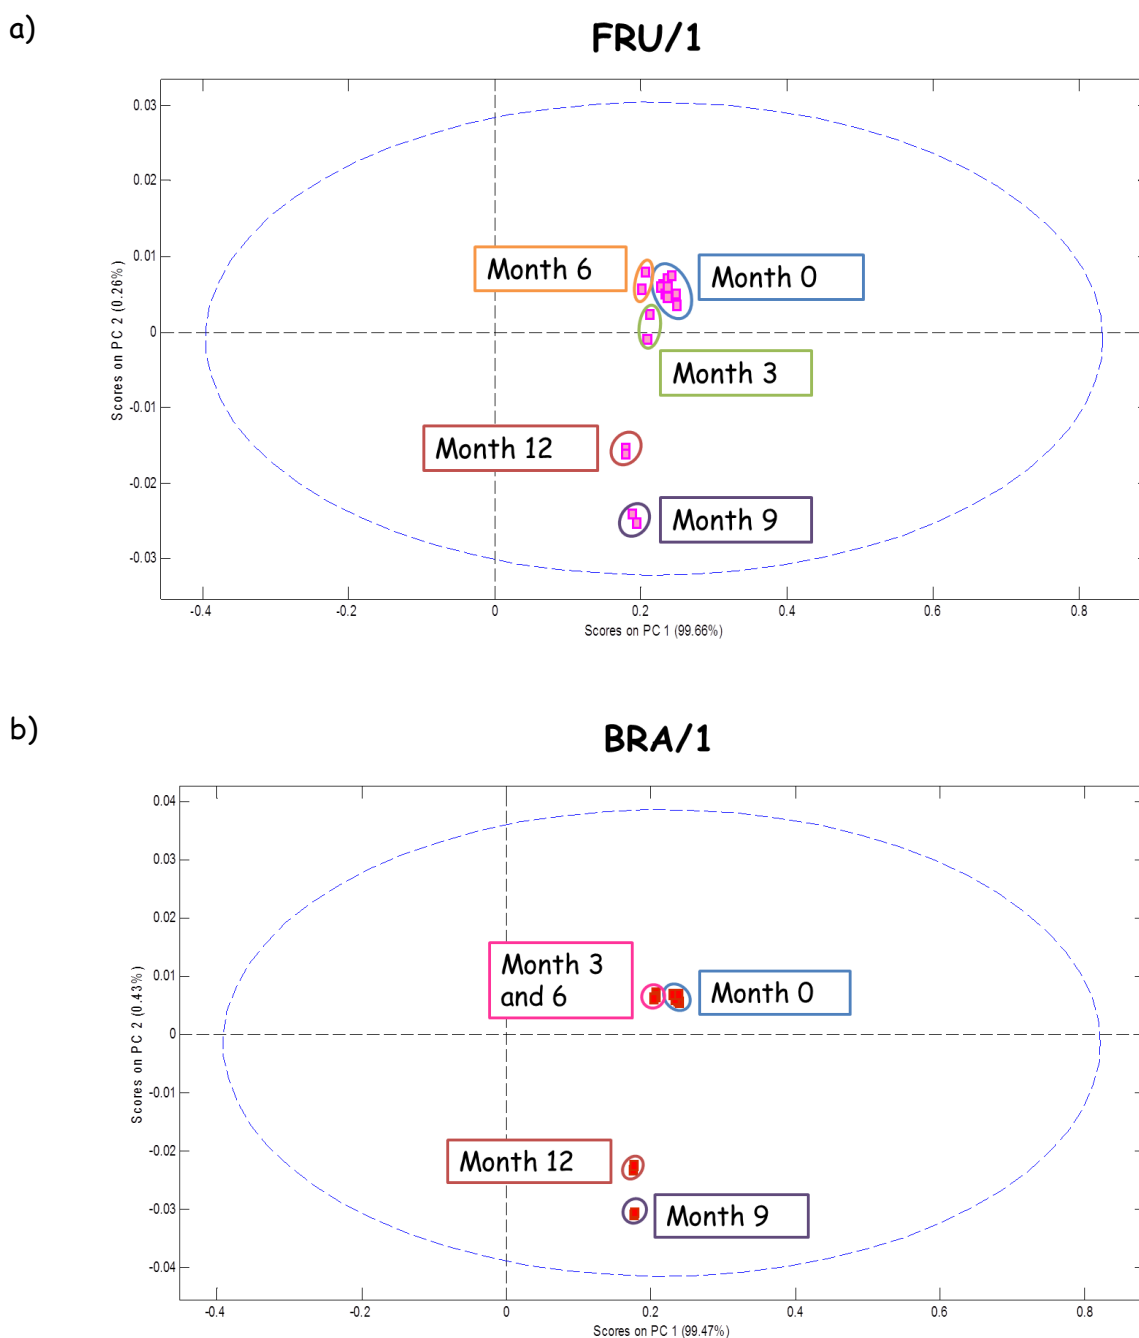 a)
FRU/1
0.03
0.02
0.01
0
-0.01
-0.02
-0.03
Scores on PC 2 (0.26%)
Month 6
Month 0
Month 3
Month 12
Month 9
-0.4
-0.2
0
0.2
0.4
0.6
0.8
Scores on PC 1 (99.66%)
b)
BRA/1
0.04
0.03
0.02
0.01
0
-0.01
-0.02
-0.03
-0.04
Scores on PC 2 (0.43%)
Month 3
and 6
Month 0
Month 12
Month 9
-0.4
-0.2
0
0.2
0.4
0.6
0.8
Scores on PC 1 (99.47%)